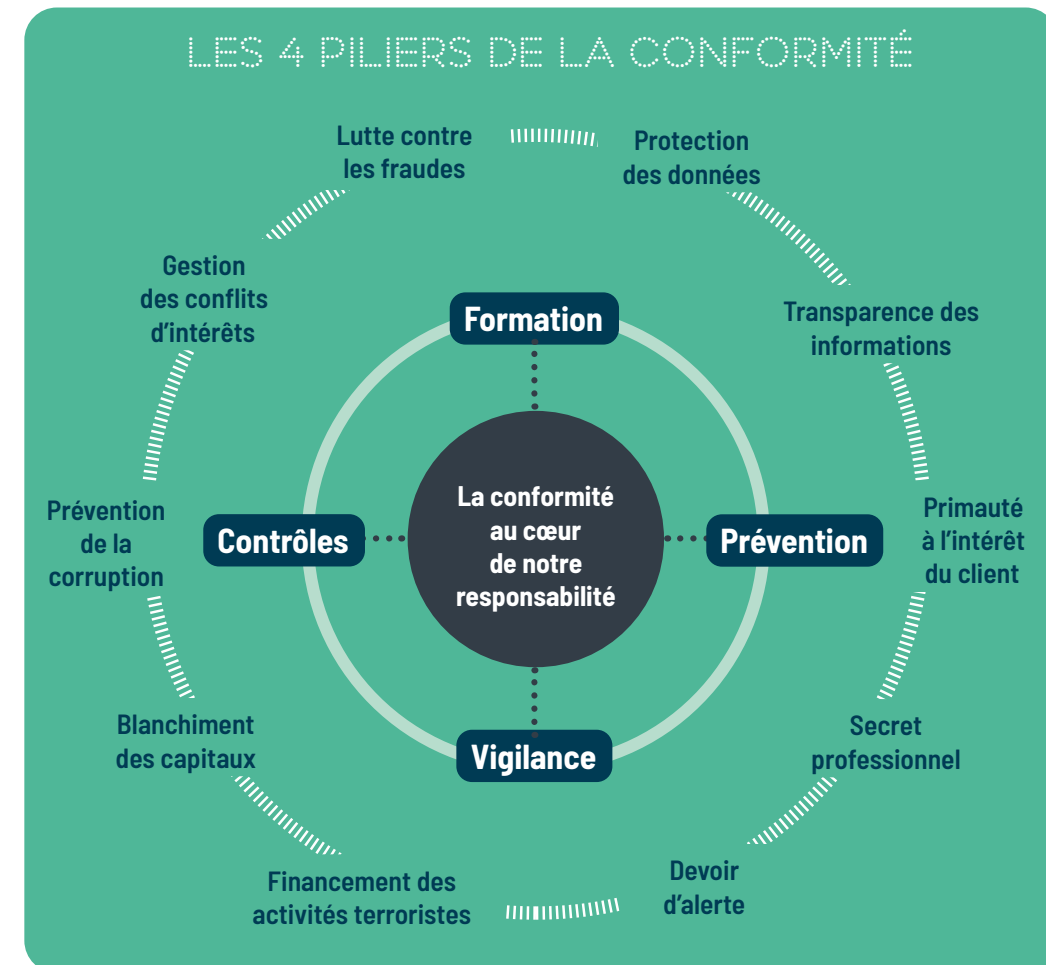 LES 4 PILIERS DE LA CONFORMITÉ
Lutte contre
les fraudes
Protection
des données
Gestion
des conflits
d'intérêts
Transparence des
informations
Formation
Prévention
de la
corruption
Contrôles
La conformité
au cœur
de notre
responsabilité
Prévention
Primauté
à l'intérêt
du client
Blanchiment
des capitaux
Vigilance
Secret
professionnel
Financement des
activités terroristes
Devoir
d'alerte